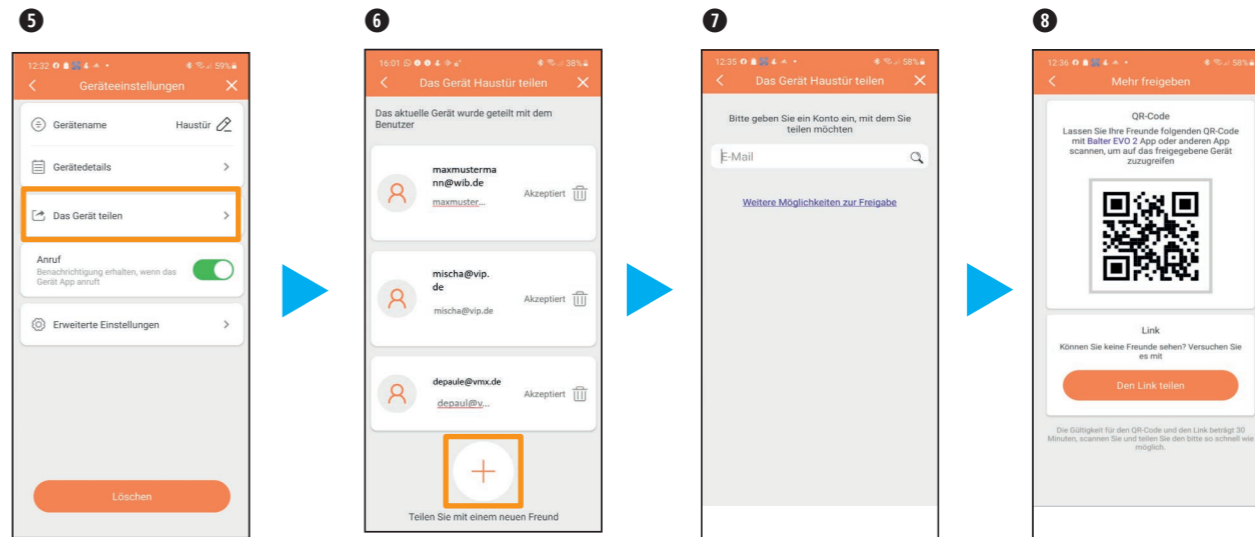 5
12:32 59%
Geräteeinstellungen
Gerätename Haustür
Gerätedetails
Das Gerät teilen
Anruf
Benachrichtigung erhalten, wenn das
Gerät App anruft
Erweiterte Einstellungen
Löschen
6
16:01 38%
Das Gerät Haustür teilen
Das aktuelle Gerät wurde geteilt mit dem
Benutzer
maxmusterma
nn@wib.de
maxmuster...
Akzeptiert
mischa@vip.
de
mischa@vip.de
Akzeptiert
depaule@vmx.de
depaul@v...
Akzeptiert
Teilen Sie mit einem neuen Freund
7
12:35 58%
Das Gerät Haustür teilen
Bitte geben Sie ein Konto ein, mit dem Sie
teilen möchten
E-Mail
Weitere Möglichkeiten zur Freigabe
8
12:36 58%
Mehr freigeben
QR-Code
Lassen Sie Ihre Freunde folgenden QR-Code
mit Balter EVO 2 App oder anderen App
scannen, um auf das freigegebene Gerät
zuzugreifen
Link
Können Sie keine Freunde sehen? Versuchen Sie
es mit
Den Link teilen
Die Gültigkeit für den QR-Code und den Link beträgt 30
Minuten, scannen Sie und teilen Sie den bitte so schnell wie
möglich.